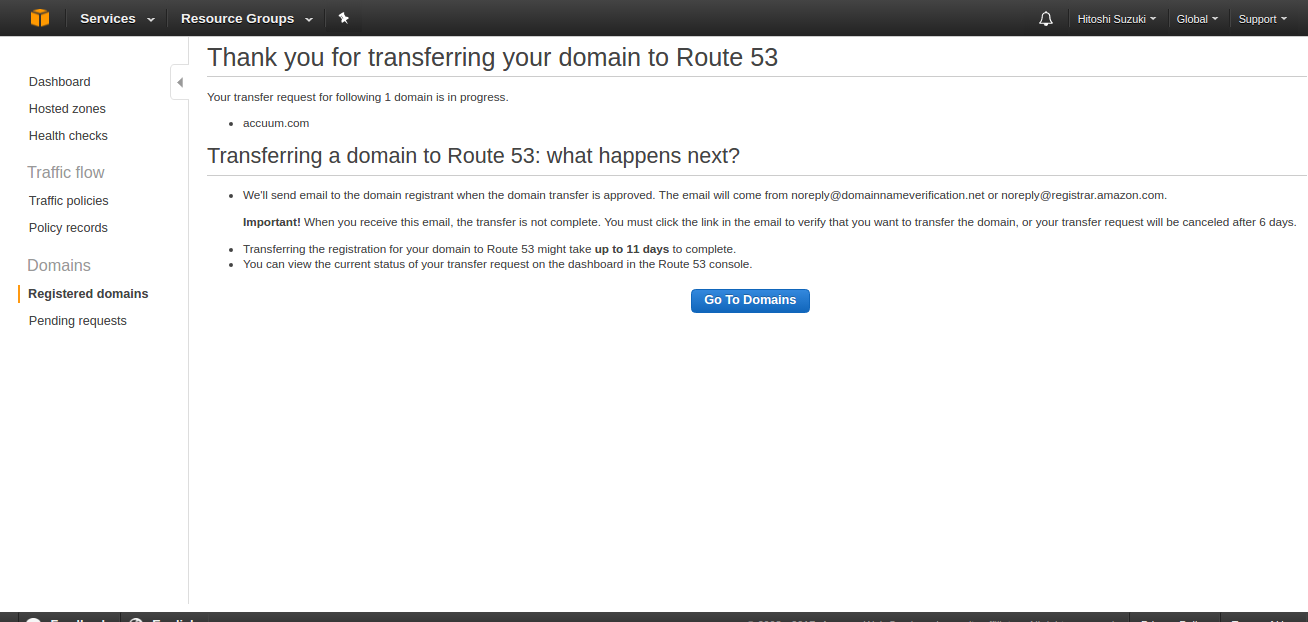 Services
Resource Groups
Hitoshi Suzuki
Global
Support
Dashboard
Hosted zones
Health checks
Traffic flow
Traffic policies
Policy records
Domains
Registered domains
Pending requests
Thank you for transferring your domain to Route 53
Your transfer request for following 1 domain is in progress.
accuum.com
Transferring a domain to Route 53: what happens next?
We'll send email to the domain registrant when the domain transfer is approved. The email will come from noreply@domainnameverification.net or noreply@registrar.amazon.com.
Important! When you receive this email, the transfer is not complete. You must click the link in the email to verify that you want to transfer the domain, or your transfer request will be canceled after 6 days.
Transferring the registration for your domain to Route 53 might take up to 11 days to complete.
You can view the current status of your transfer request on the dashboard in the Route 53 console.
Go To Domains